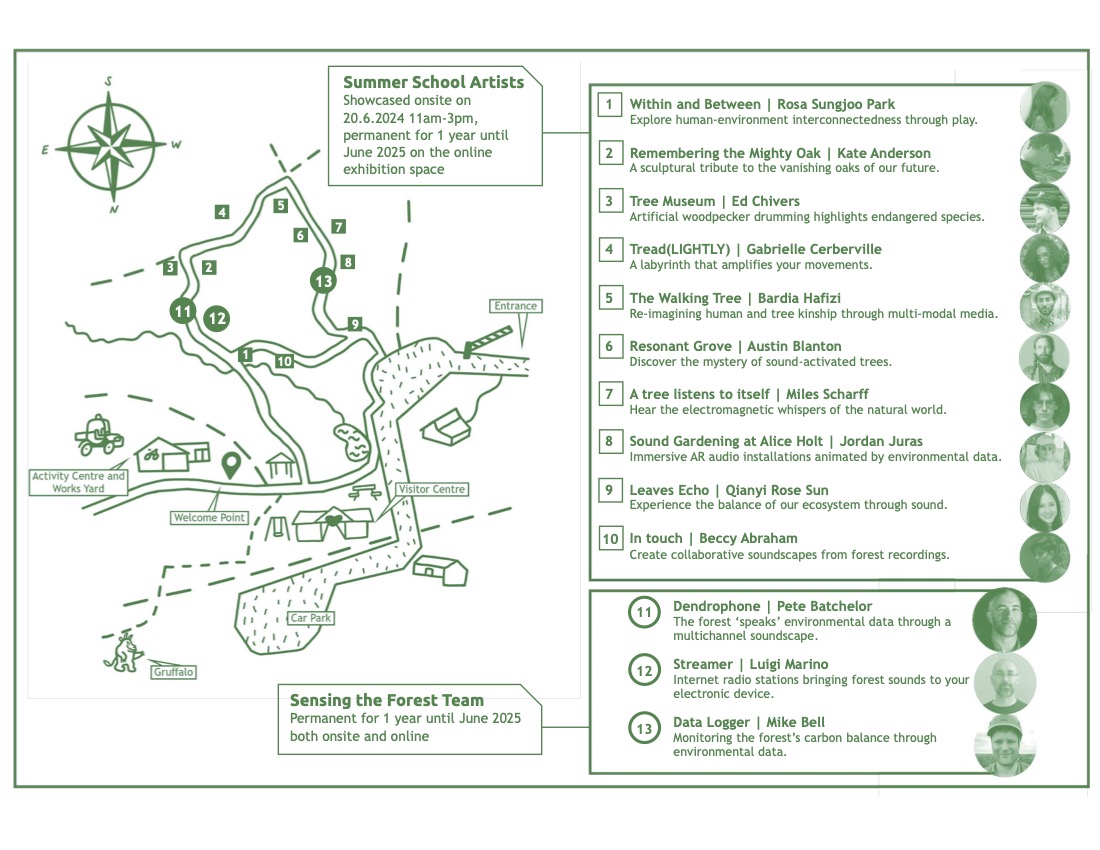 S
E
W
N
Summer School Artists
Showcased onsite on
20.6.2024 11am-3pm,
permanent for 1 year until
June 2025 on the online
exhibition space
4
5
7
6
3
2
8
13
11
12
9
1
10
Entrance
Activity Centre and
Works Yard
Welcome Point
Visitor Centre
Car Park
Gruffalo
Sensing the Forest Team
Permanent for 1 year until June 2025
both onsite and online
1 Within and Between | Rosa Sungjoo Park
Explore human-environment interconnectedness through play.
2 Remembering the Mighty Oak | Kate Anderson
A sculptural tribute to the vanishing oaks of our future.
3 Tree Museum | Ed Chivers
Artificial woodpecker drumming highlights endangered species.
4 Tread(LIGHTLY) | Gabrielle Cerberville
A labyrinth that amplifies your movements.
5 The Walking Tree | Bardia Hafizi
Re-imagining human and tree kinship through multi-modal media.
6 Resonant Grove | Austin Blanton
Discover the mystery of sound-activated trees.
7 A tree listens to itself | Miles Scharff
Hear the electromagnetic whispers of the natural world.
8 Sound Gardening at Alice Holt | Jordan Juras
Immersive AR audio installations animated by environmental data.
9 Leaves Echo | Qianyi Rose Sun
Experience the balance of our ecosystem through sound.
10 In touch | Beccy Abraham
Create collaborative soundscapes from forest recordings.
11 Dendrophone | Pete Batchelor
The forest ‘speaks’ environmental data through a
multichannel soundscape.
12 Streamer | Luigi Marino
Internet radio stations bringing forest sounds to your
electronic device.
13 Data Logger | Mike Bell
Monitoring the forest’s carbon balance through
environmental data.